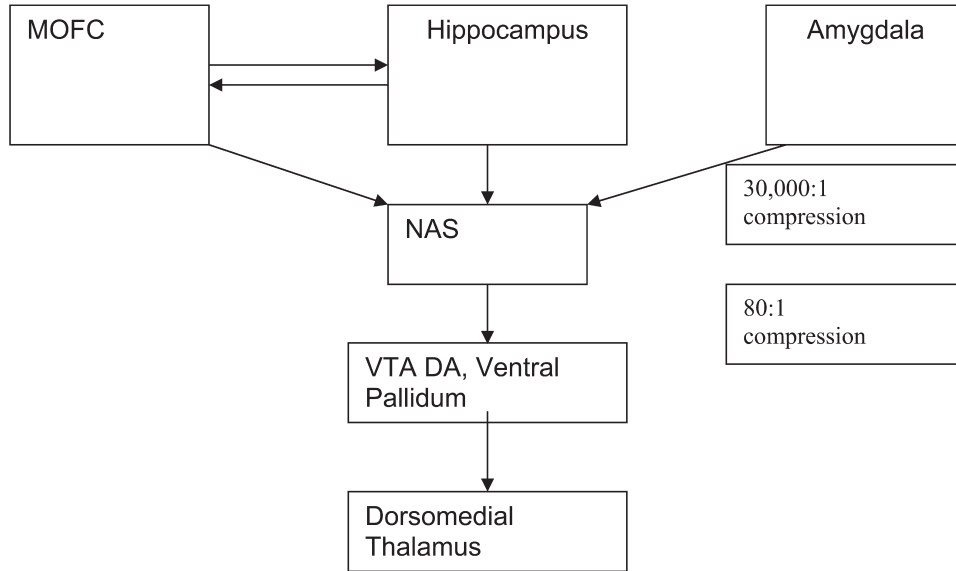 MOFC
Hippocampus
Amygdala
30,000:1
compression
NAS
80:1
compression
VTA DA, Ventral
Pallidum
Dorsomedial
Thalamus